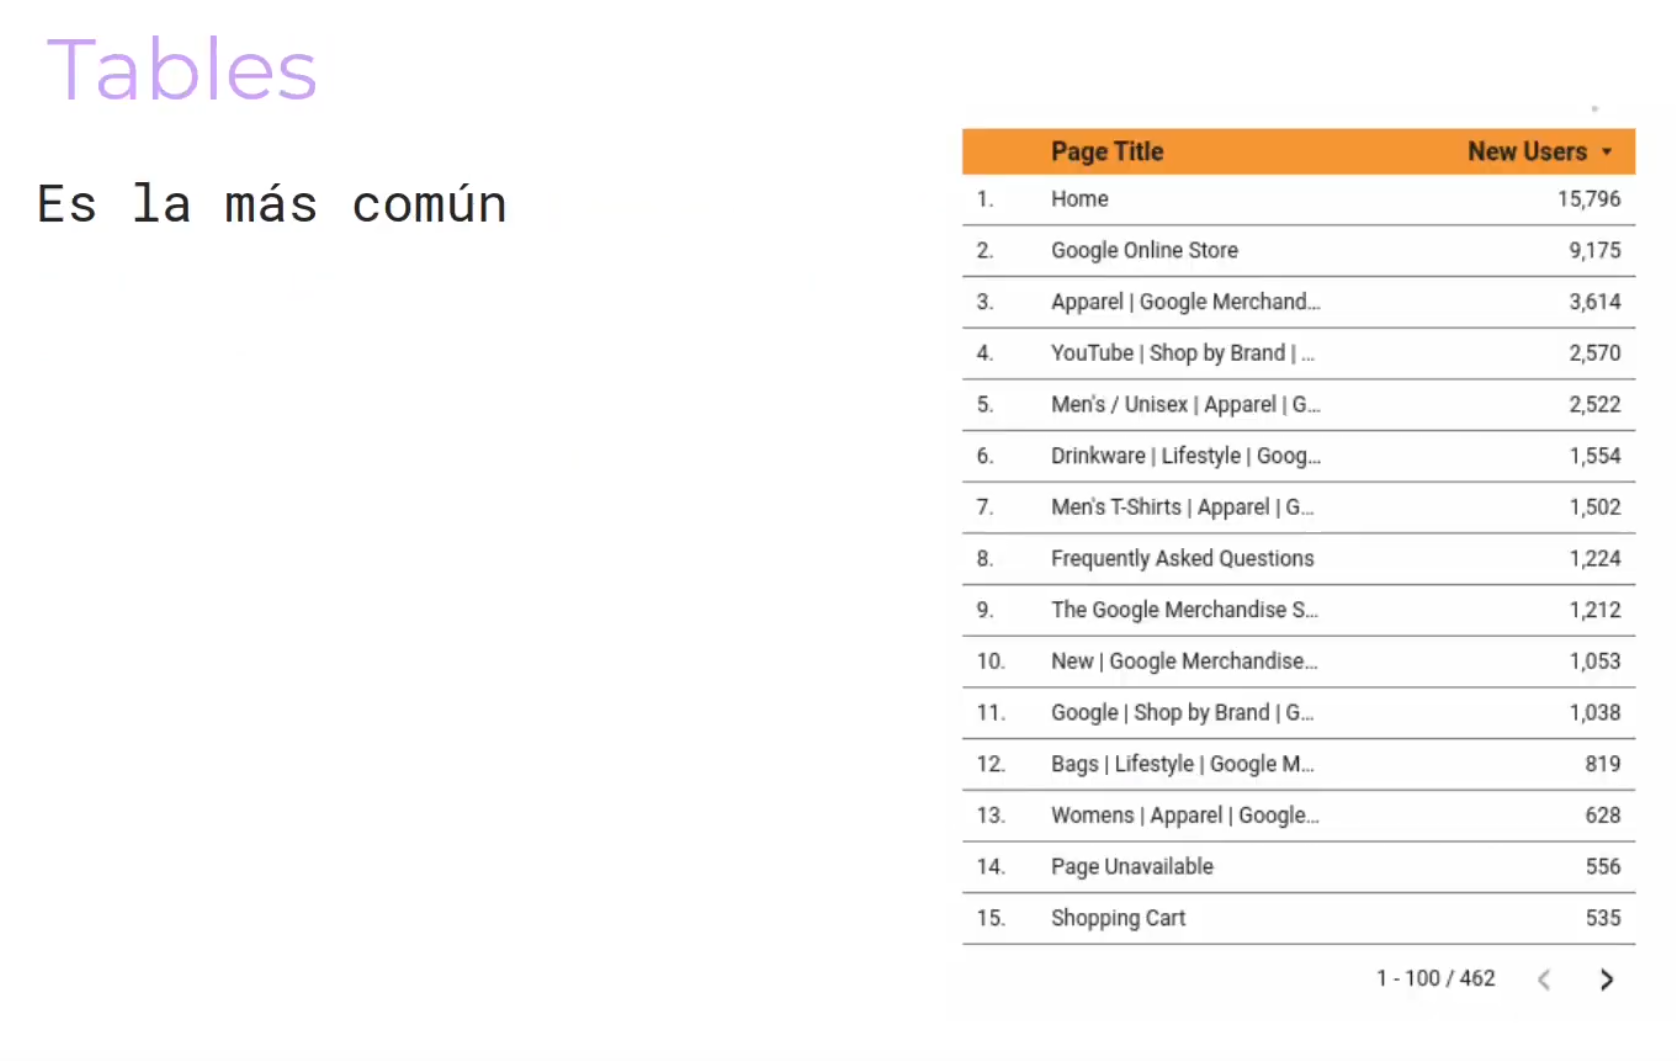 Tables
Es la más común
Page Title New Users
1. Home 15,796
2. Google Online Store 9,175
3. Apparel | Google Merchand... 3,614
4. YouTube | Shop by Brand | ... 2,570
5. Men's / Unisex | Apparel | G... 2,522
6. Drinkware | Lifestyle | Goog... 1,554
7. Men's T-Shirts | Apparel | G... 1,502
8. Frequently Asked Questions 1,224
9. The Google Merchandise S... 1,212
10. New | Google Merchandise... 1,053
11. Google | Shop by Brand | G... 1,038
12. Bags | Lifestyle | Google M... 819
13. Womens | Apparel | Google... 628
14. Page Unavailable 556
15. Shopping Cart 535
1 - 100 / 462